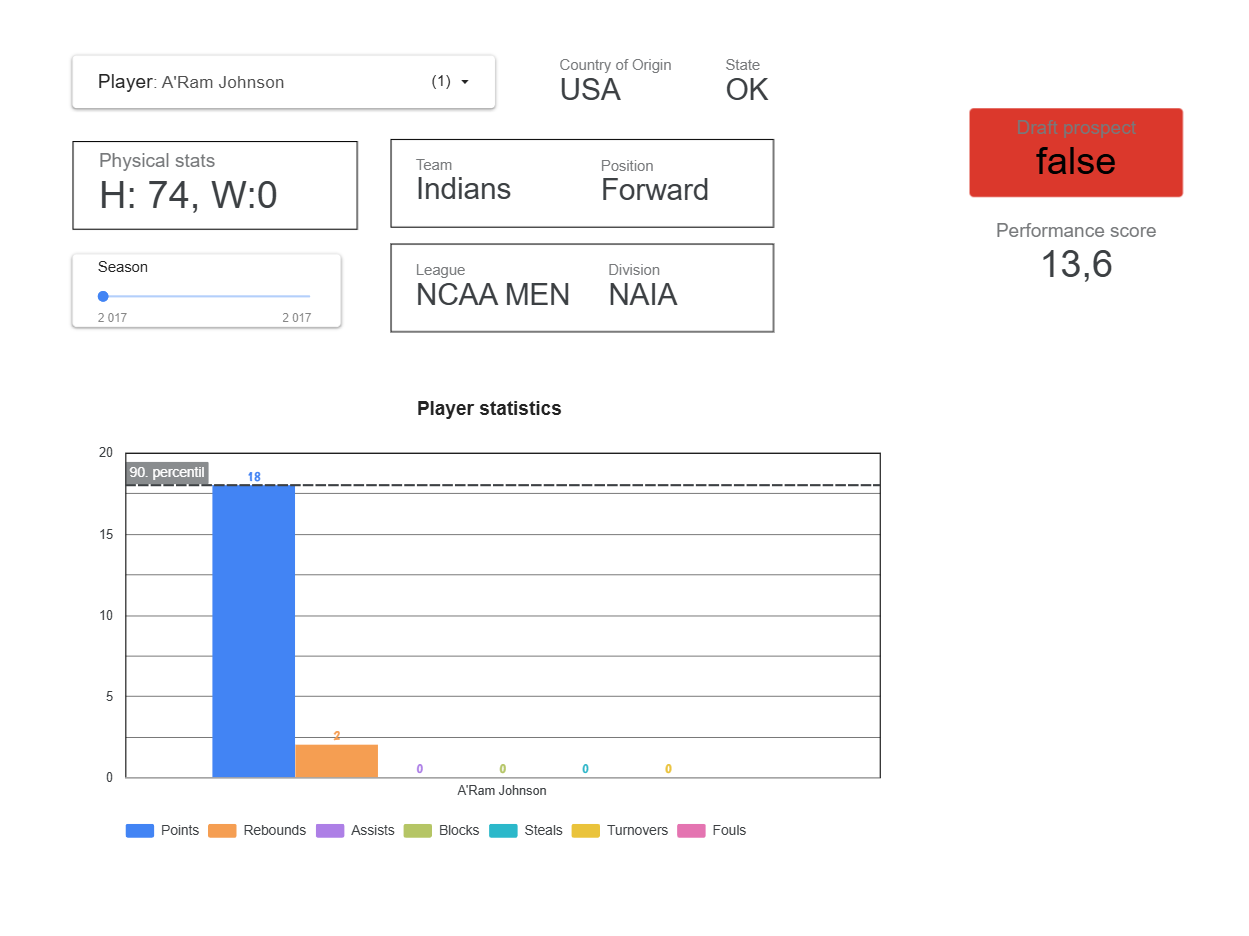 Player: A'Ram Johnson (1)
Country of Origin
USA
State
OK
Draft prospect
false
Performance score
13,6
Physical stats
H: 74, W:0
Team
Indians
Position
Forward
Season
2 017 2 017
League
NCAA MEN
Division
NAIA
Player statistics
20
90. percentil
18
15
10
5
2
0
0 0 0 0
A'Ram Johnson
Points Rebounds Assists Blocks Steals Turnovers Fouls